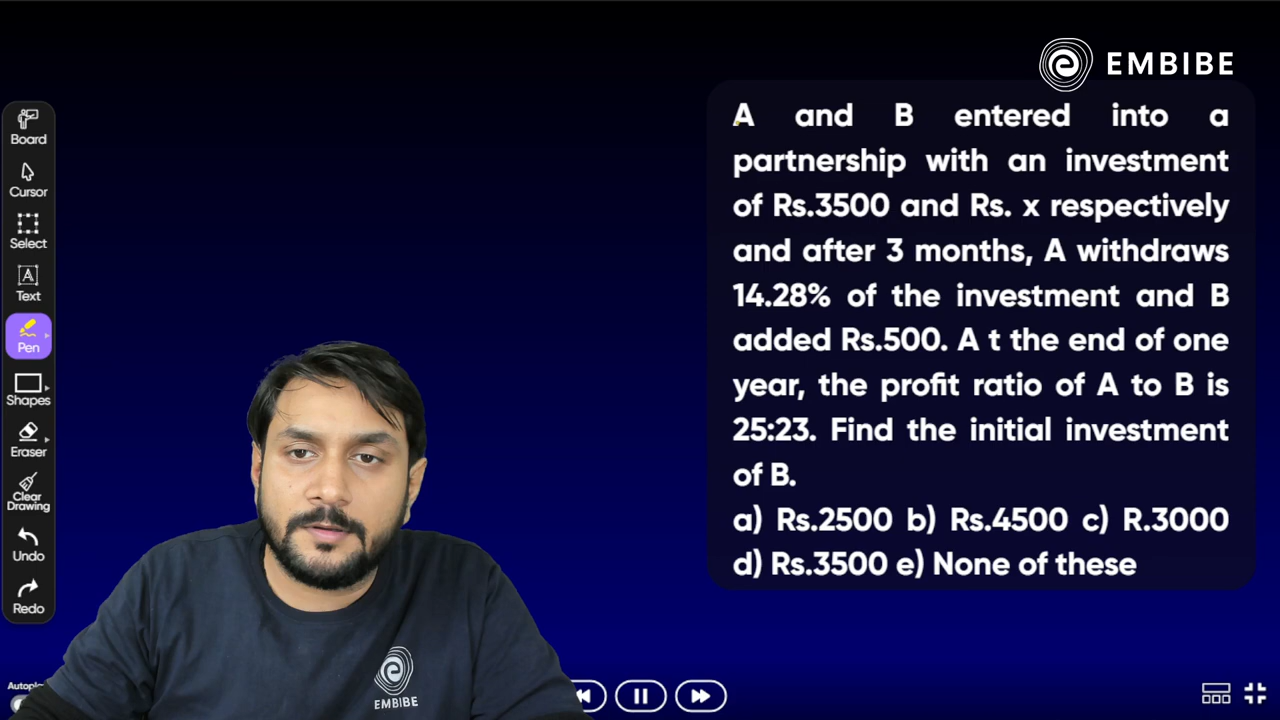 EMBIBE
A and B entered into a
partnership with an investment
of Rs.3500 and Rs. x respectively
and after 3 months, A withdraws
14.28% of the investment and B
added Rs.500. A t the end of one
year, the profit ratio of A to B is
25:23. Find the initial investment
of B.
a) Rs.2500 b) Rs.4500 c) R.3000
d) Rs.3500 e) None of these
Board
Cursor
Select
A
Text
Pen
Shapes
Eraser
Clear
Drawing
Undo
Redo
EMBIBE